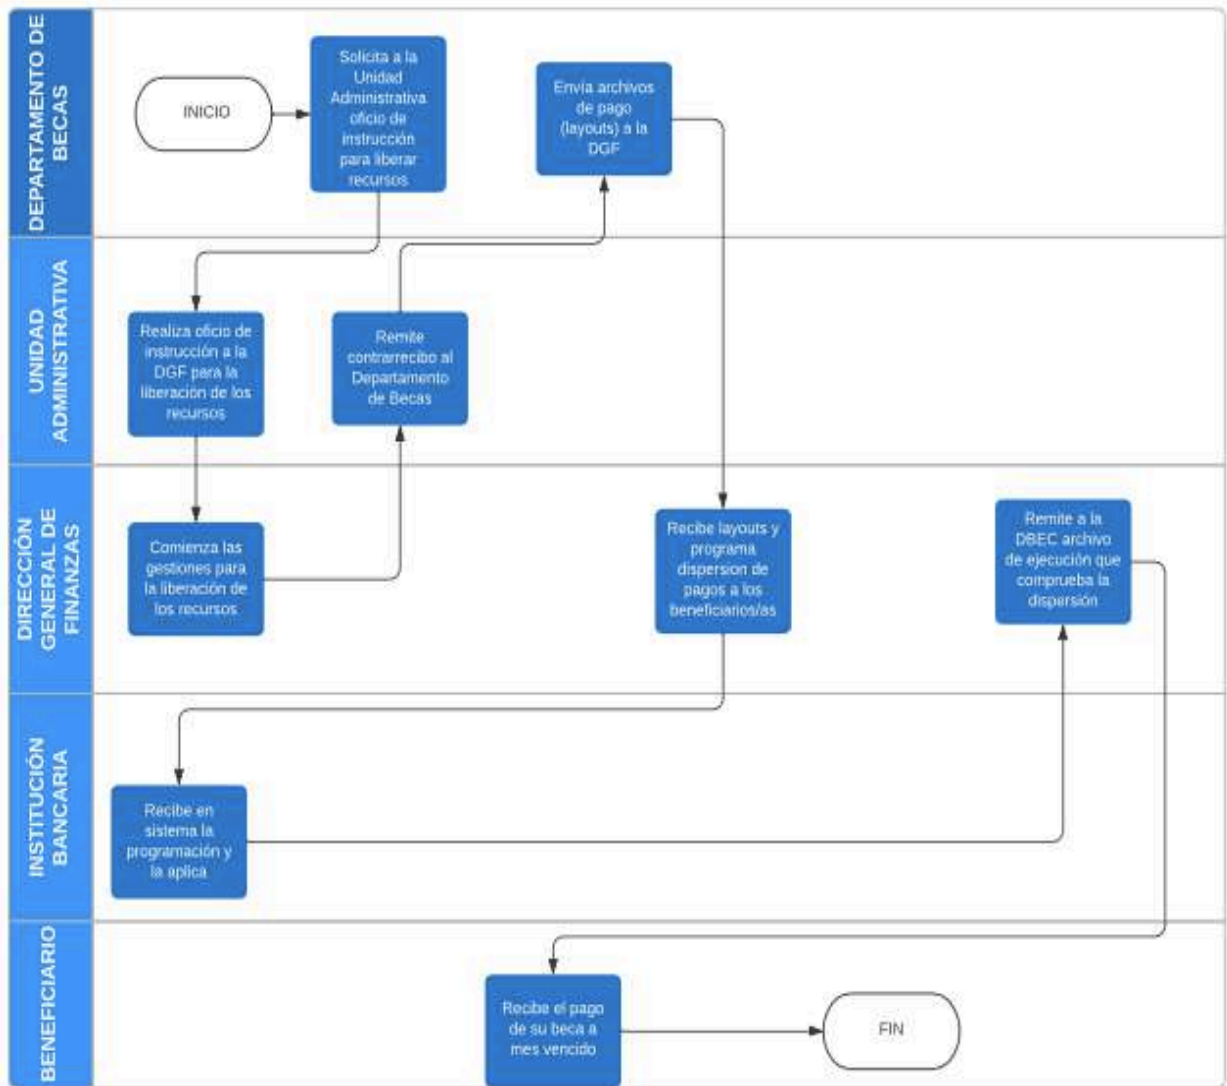 DEPARTAMENTO DE
BECAS
INICIO
Solicita a la
Unidad
Administrativa
oficio de
instrucción
para liberar
recursos
Envía archivos
de pago
(layouts) a la
DGF
UNIDAD
ADMINISTRATIVA
Realiza oficio de
instrucción a la
DGF para la
liberación de los
recursos
Remite
contrarrecibo al
Departamento
de Becas
DIRECCIÓN
GENERAL DE
FINANZAS
Comienza las
gestiones para
la liberación de
los recursos
Recibe layouts y
programa
dispersion de
pagos a los
beneficiarios/as
Remite a la
DBEC archivo
de ejecución que
comprueba la
dispersión
INSTITUCIÓN
BANCARIA
Recibe en
sistema la
programación y
la aplica
BENEFICIARIO
Recibe el pago
de su beca a
mes vencido
FIN